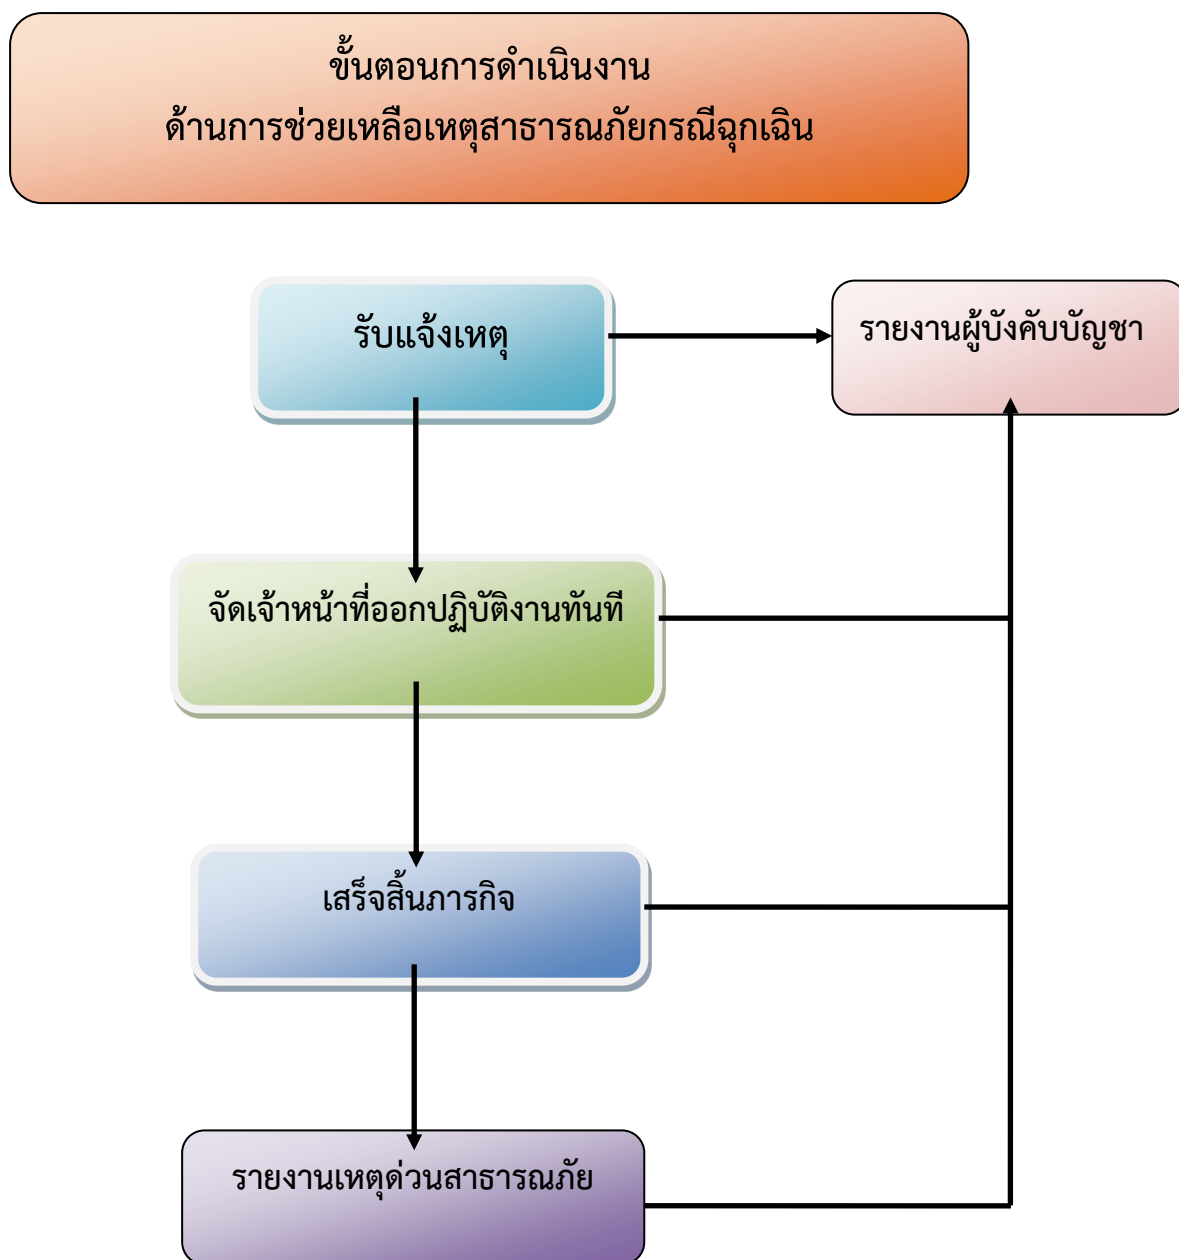 ขั้นตอนการดำเนินงาน
ด้านการช่วยเหลือเหตุสาธารณภัยกรณีฉุกเฉิน
รับแจ้งเหตุ
รายงานผู้บังคับบัญชา
จัดเจ้าหน้าที่ออกปฏิบัติงานทันที
เสร็จสิ้นภารกิจ
รายงานเหตุด่วนสาธารณภัย